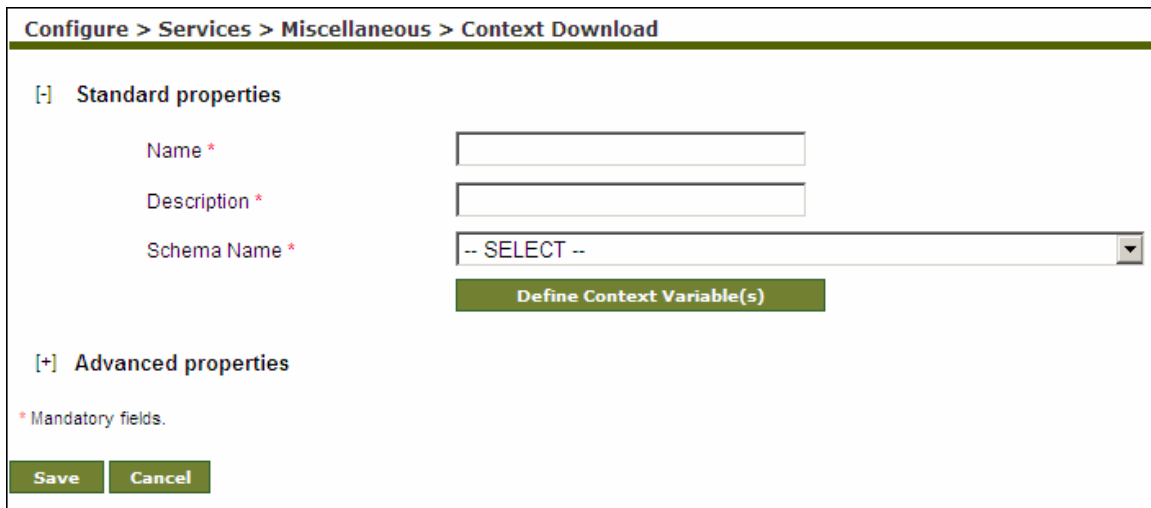 Configure > Services > Miscellaneous > Context Download
[-] Standard properties
Name *
Description *
Schema Name * -- SELECT --
Define Context Variable(s)
[+] Advanced properties
* Mandatory fields.
Save Cancel